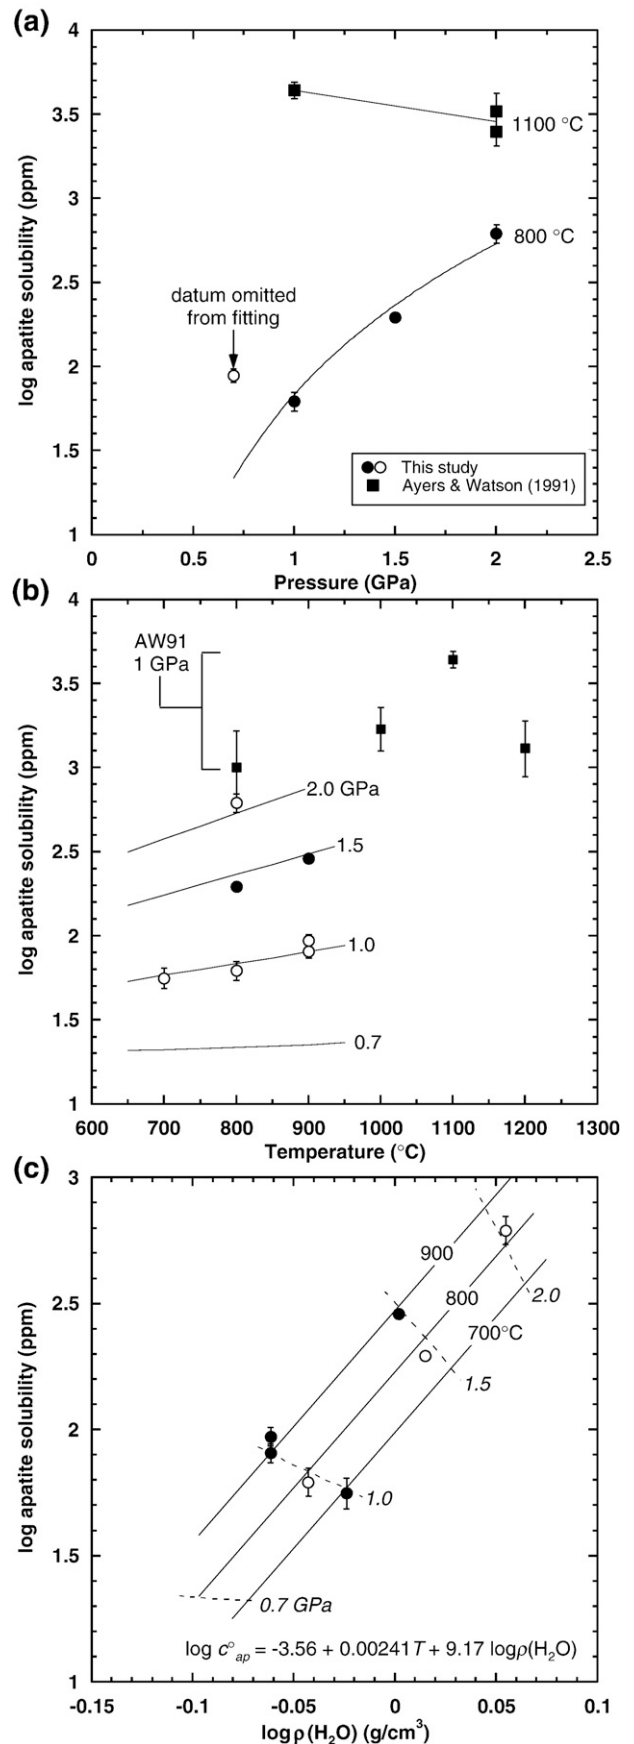 (a)
4
3.5
3
2.5
2
1.5
1
log apatite solubility (ppm)
1100 °C
800 °C
datum omitted
from fitting
This study
Ayers & Watson (1991)
0 0.5 1 1.5 2 2.5
Pressure (GPa)
(b)
4
3.5
3
2.5
2
1.5
1
log apatite solubility (ppm)
AW91
1 GPa
2.0 GPa
1.5
1.0
0.7
600 700 800 900 1000 1100 1200 1300
Temperature (°C)
(c)
3
2.5
2
1.5
1
log apatite solubility (ppm)
900
800
700°C
2.0
1.5
1.0
0.7 GPa
log c°ap = -3.56 + 0.00241T + 9.17 logρ(H₂O)
-0.15 -0.1 -0.05 0 0.05 0.1
log ρ (H₂O) (g/cm³)